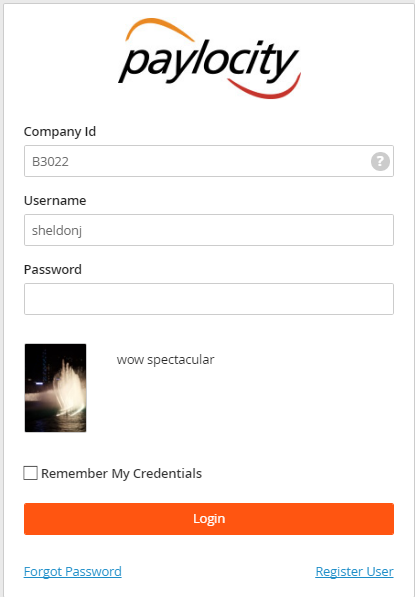 paylocity
Company Id
B3022
?
Username
sheldonj
Password
wow spectacular
Remember My Credentials
Login
Forgot Password Register User